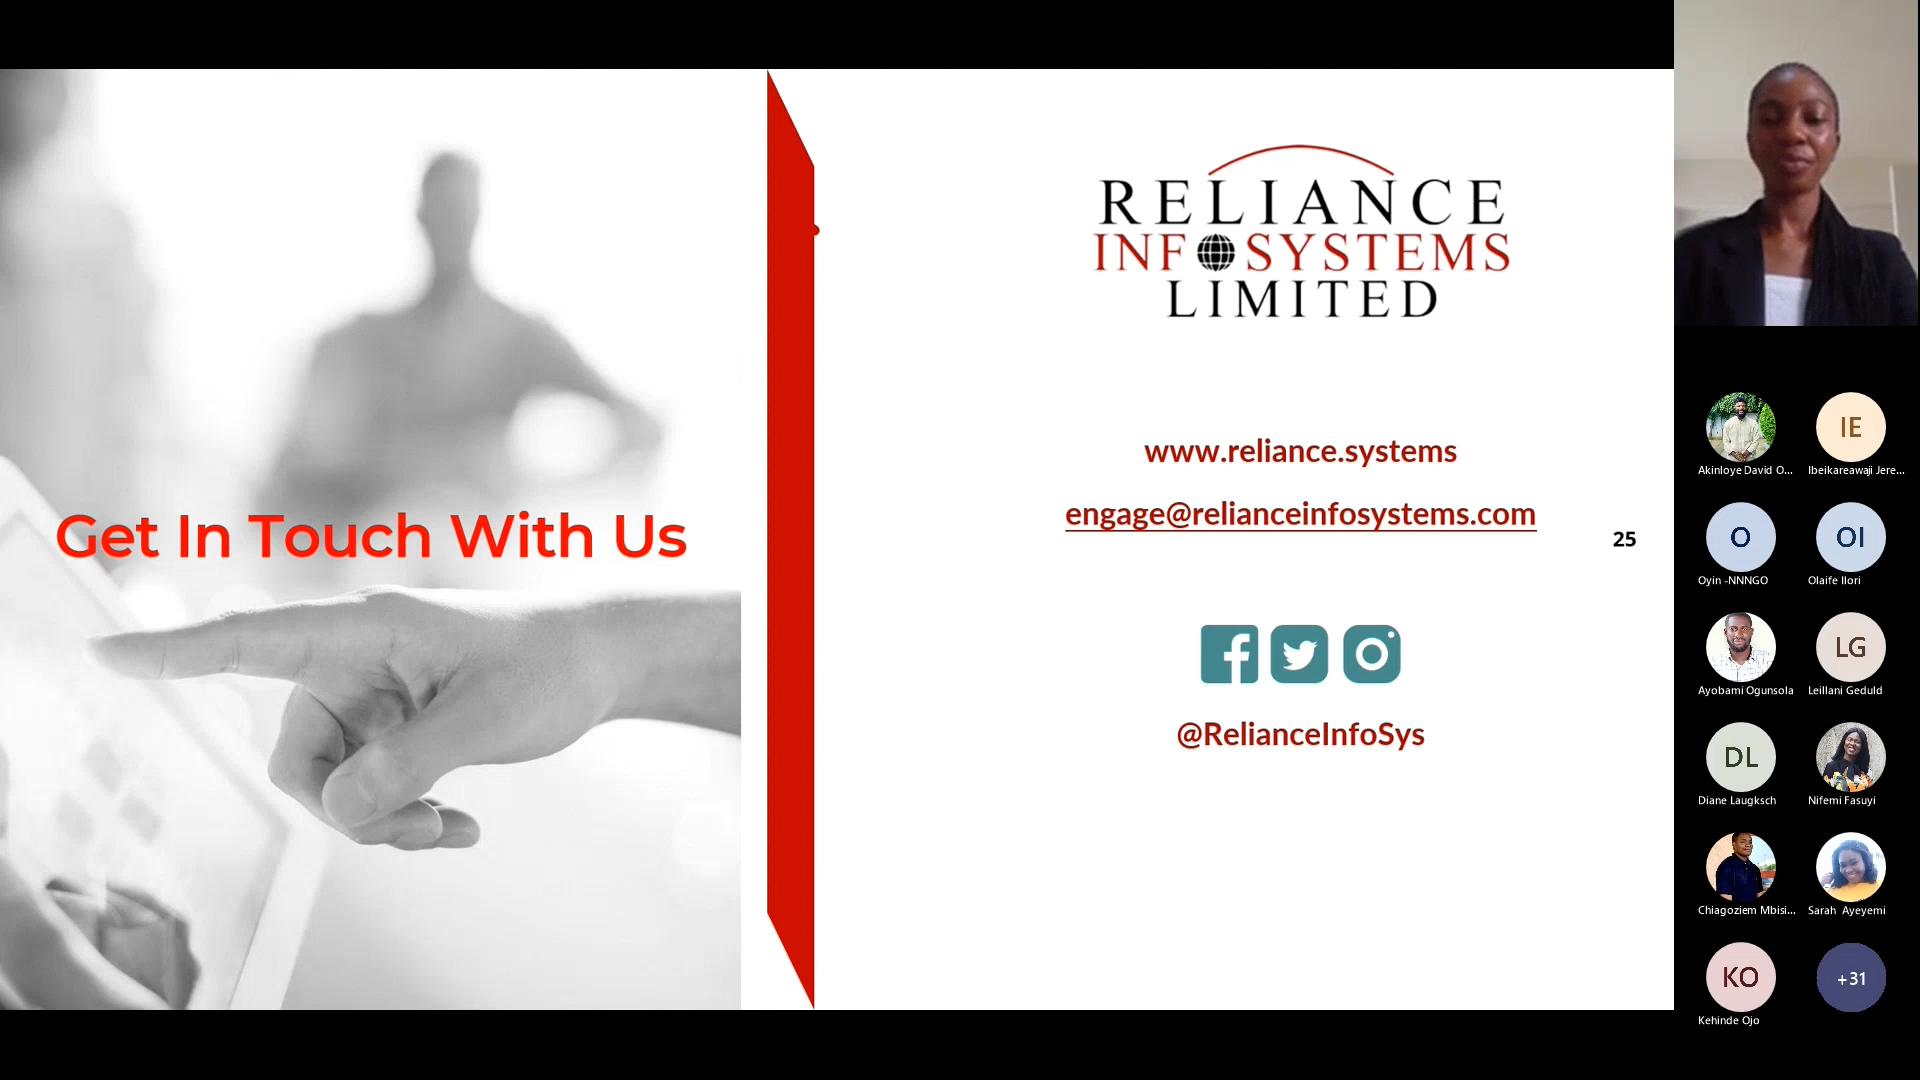 Get In Touch With Us
RELIANCE
INFOSYSTEMS
LIMITED
www.reliance.systems
engage@relianceinfosystems.com
25
@RelianceInfoSys
IE
Akinloye David O...
Ibeikareawaji Jere...
O
OI
Oyin -NNNGO
Olaife Ilori
LG
Ayobami Ogunsola
Leillani Geduld
DL
Diane Laugksch
Nifemi Fasuyi
Chiagoziem Mbisi...
Sarah Ayeyemi
KO
+31
Kehinde Ojo